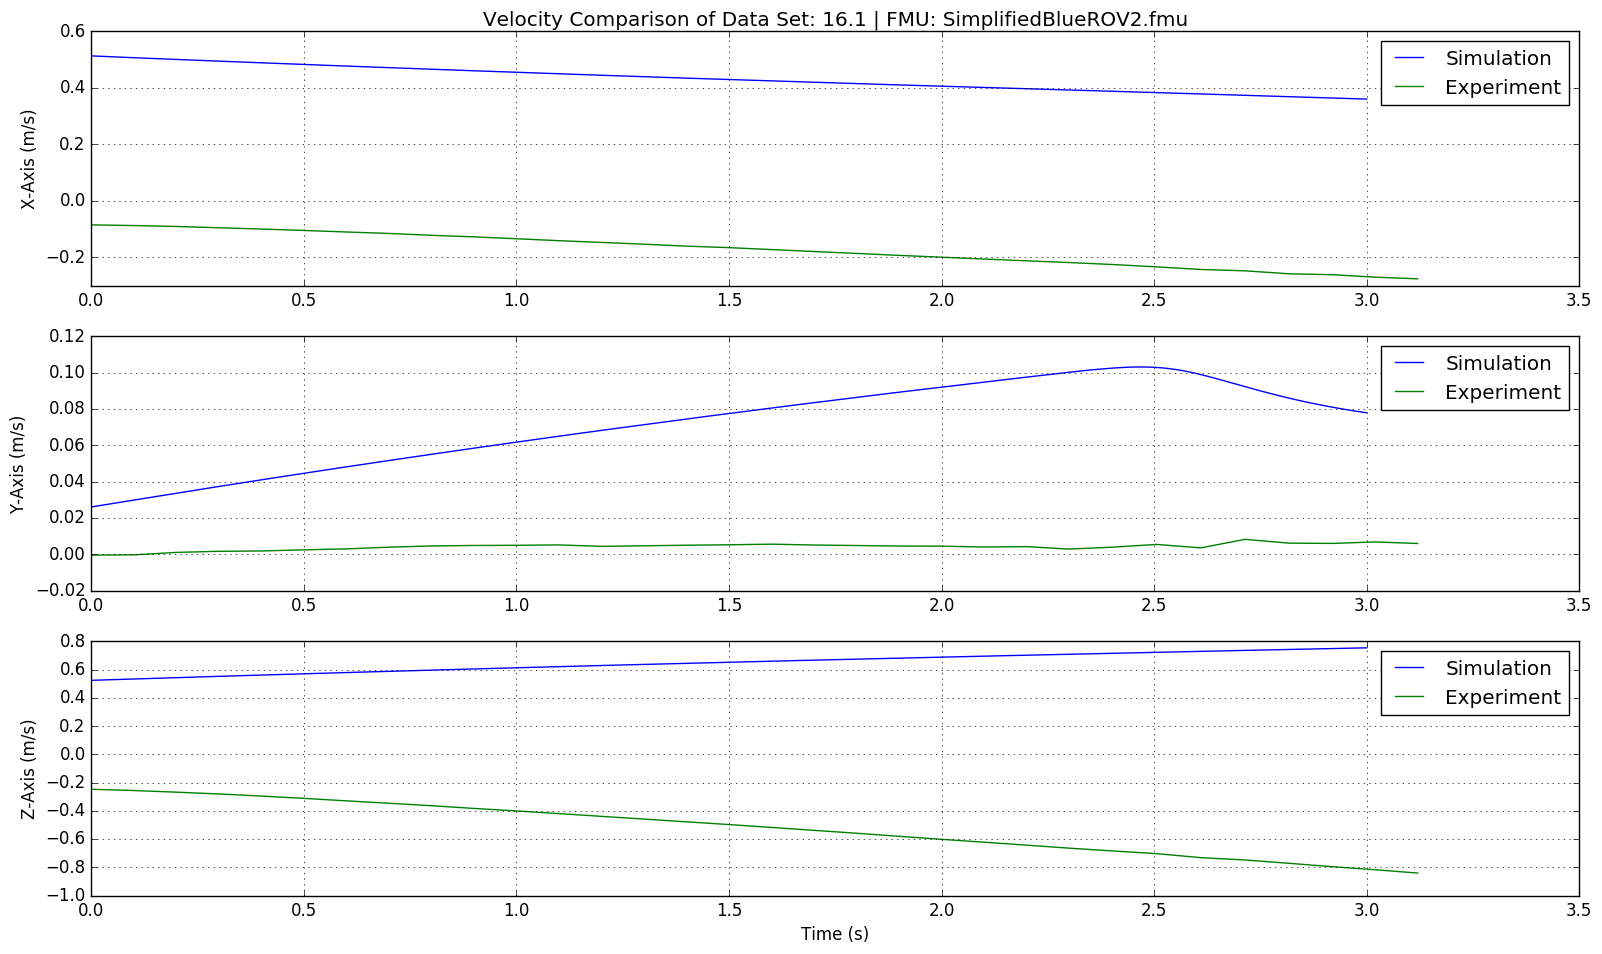 Velocity Comparison of Data Set: 16.1 | FMU: SimplifiedBlueROV2.fmu
0.6
0.4
0.2
0.0
−0.2
X-Axis (m/s)
Simulation
Experiment
0.0 0.5 1.0 1.5 2.0 2.5 3.0 3.5
0.12
0.10
0.08
0.06
0.04
0.02
0.00
−0.02
Y-Axis (m/s)
Simulation
Experiment
0.0 0.5 1.0 1.5 2.0 2.5 3.0 3.5
0.8
0.6
0.4
0.2
0.0
−0.2
−0.4
−0.6
−0.8
−1.0
Z-Axis (m/s)
Simulation
Experiment
0.0 0.5 1.0 1.5 2.0 2.5 3.0 3.5
Time (s)